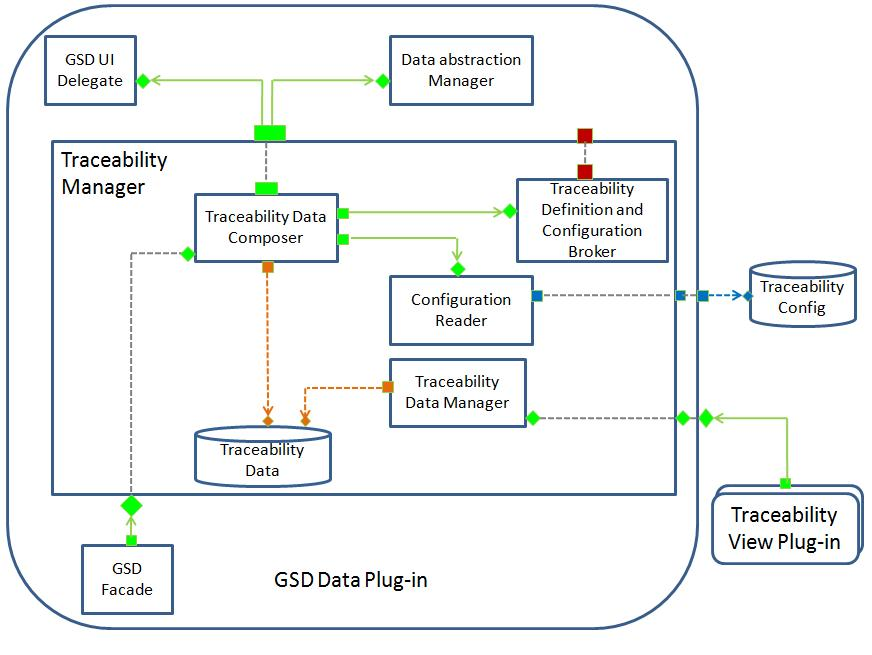 GSD UI
Delegate
Data abstraction
Manager
Traceability
Manager
Traceability Data
Composer
Traceability
Definition and
Configuration
Broker
Configuration
Reader
Traceability
Config
Traceability
Data Manager
Traceability
Data
Traceability
View Plug-in
GSD
Facade
GSD Data Plug-in